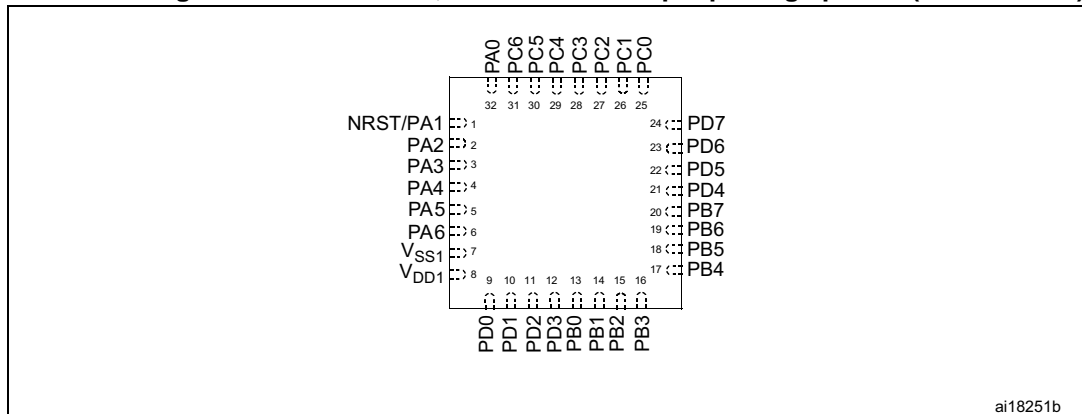 PA0 PC6 PC5 PC4 PC3 PC2 PC1 PC0
32 31 30 29 28 27 26 25
NRST/PA1 1 24 PD7
PA2 2 23 PD6
PA3 3 22 PD5
PA4 4 21 PD4
PA5 5 20 PB7
PA6 6 19 PB6
VSS1 7 18 PB5
VDD1 8 17 PB4
9 10 11 12 13 14 15 16
PD0 PD1 PD2 PD3 PB0 PB1 PB2 PB3
ai18251b